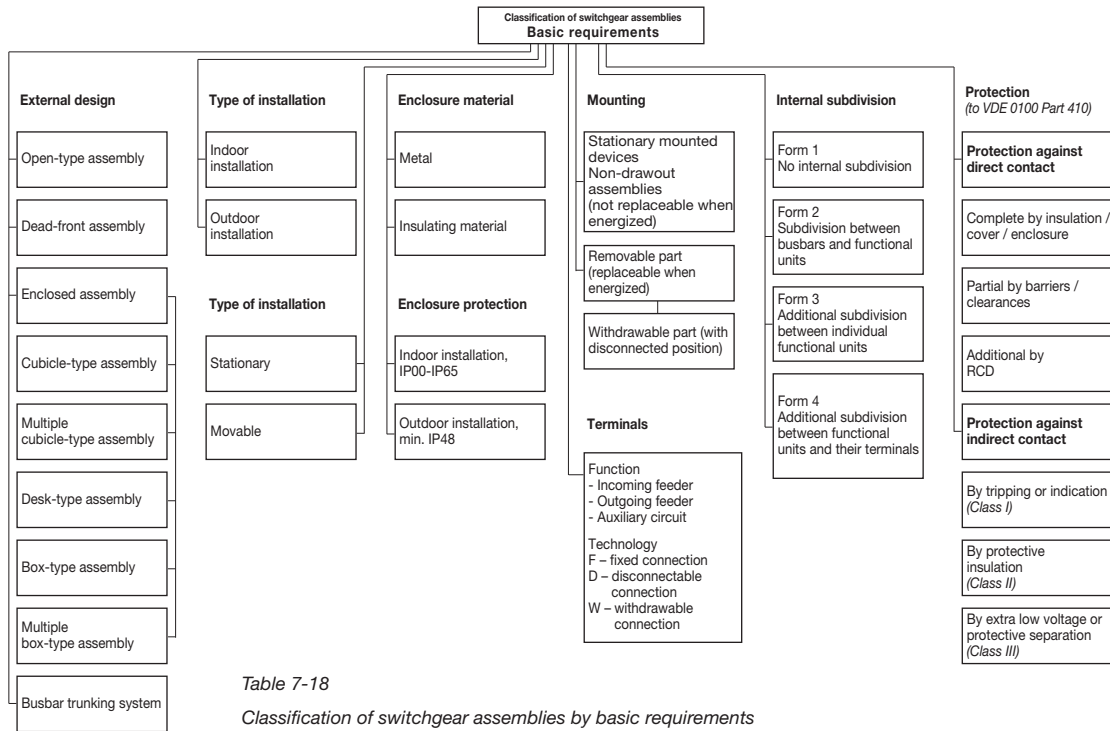 Classification of switchgear assemblies
Basic requirements
External design
Open-type assembly
Dead-front assembly
Enclosed assembly
Cubicle-type assembly
Multiple
cubicle-type assembly
Desk-type assembly
Box-type assembly
Multiple
box-type assembly
Busbar trunking system
Type of installation
Indoor
installation
Outdoor
installation
Type of installation
Stationary
Movable
Enclosure material
Metal
Insulating material
Enclosure protection
Indoor installation,
IP00-IP65
Outdoor installation,
min. IP48
Mounting
Stationary mounted
devices
Non-drawout
assemblies
(not replaceable when
energized)
Removable part
(replaceable when
energized)
Withdrawable part (with
disconnected position)
Terminals
Function
- Incoming feeder
- Outgoing feeder
- Auxiliary circuit
Technology
F – fixed connection
D – disconnectable
connection
W – withdrawable
connection
Internal subdivision
Form 1
No internal subdivision
Form 2
Subdivision between
busbars and functional
units
Form 3
Additional subdivision
between individual
functional units
Form 4
Additional subdivision
between functional
units and their terminals
Protection
(to VDE 0100 Part 410)
Protection against
direct contact
Complete by insulation /
cover / enclosure
Partial by barriers /
clearances
Additional by
RCD
Protection against
indirect contact
By tripping or indication
(Class I)
By protective
insulation
(Class II)
By extra low voltage or
protective separation
(Class III)
Table 7-18
Classification of switchgear assemblies by basic requirements